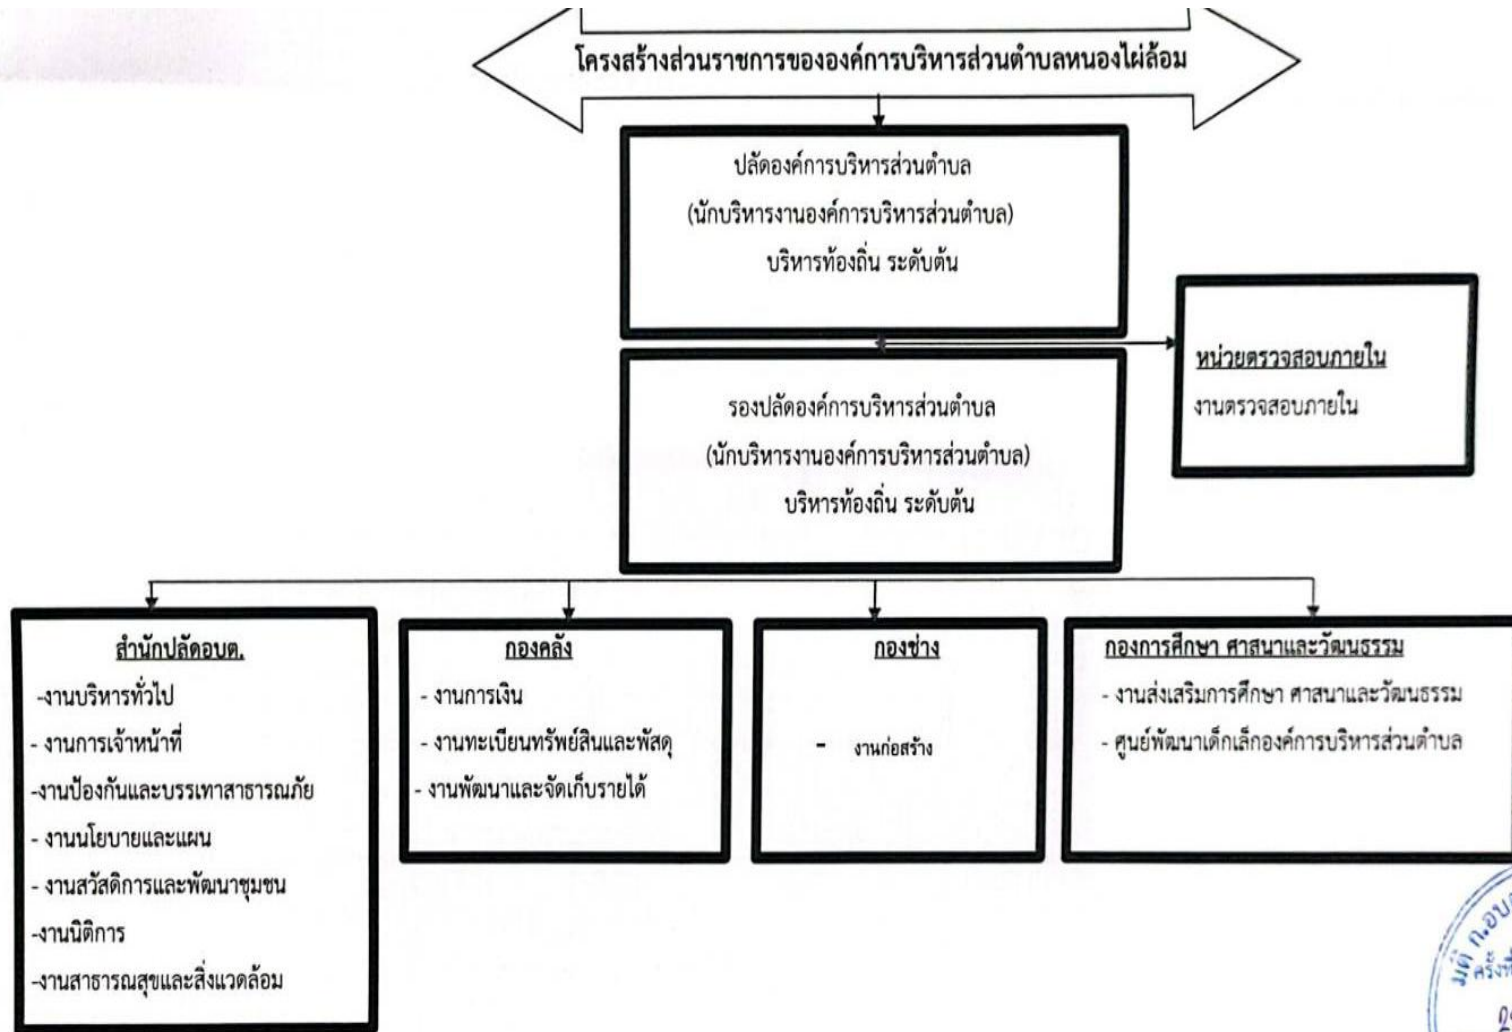 โครงสร้างส่วนราชการขององค์การบริหารส่วนตำบลหนองไผ่ล้อม
ปลัดองค์การบริหารส่วนตำบล
(นักบริหารงานองค์การบริหารส่วนตำบล)
บริหารท้องถิ่น ระดับต้น
หน่วยตรวจสอบภายใน
งานตรวจสอบภายใน
รองปลัดองค์การบริหารส่วนตำบล
(นักบริหารงานองค์การบริหารส่วนตำบล)
บริหารท้องถิ่น ระดับต้น
สำนักปลัดอบต.
-งานบริหารทั่วไป
- งานการเจ้าหน้าที่
-งานป้องกันและบรรเทาสาธารณภัย
- งานนโยบายและแผน
- งานสวัสดิการและพัฒนาชุมชน
-งานนิติการ
-งานสาธารณสุขและสิ่งแวดล้อม
กองคลัง
- งานการเงิน
- งานทะเบียนทรัพย์สินและพัสดุ
- งานพัฒนาและจัดเก็บรายได้
กองช่าง
- งานก่อสร้าง
กองการศึกษา ศาสนาและวัฒนธรรม
- งานส่งเสริมการศึกษา ศาสนาและวัฒนธรรม
- ศูนย์พัฒนาเด็กเล็กองค์การบริหารส่วนตำบล
มติ ก.อบต
ครั้งที่